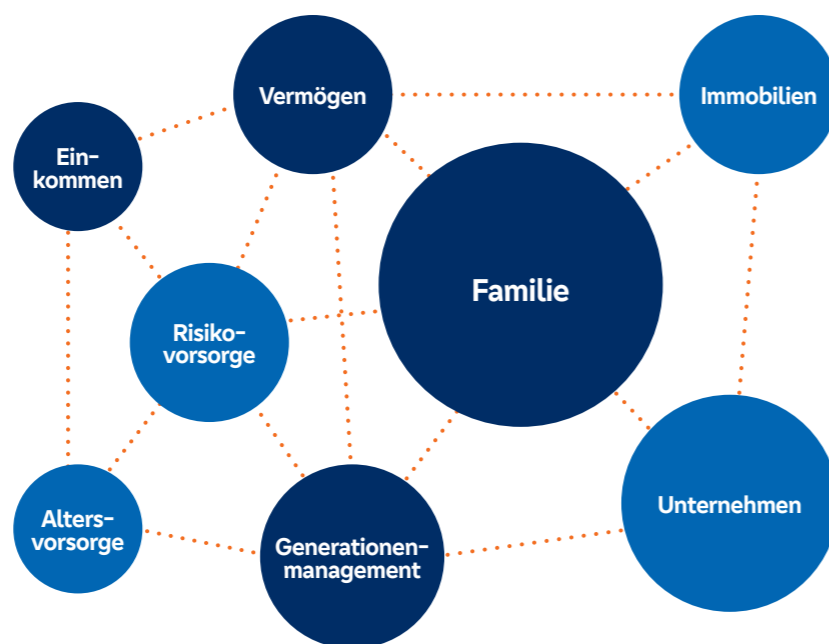 Vermögen
Immobilien
Ein-
kommen
Familie
Risiko-
vorsorge
Unternehmen
Alters-
vorsorge
Generationen-
management